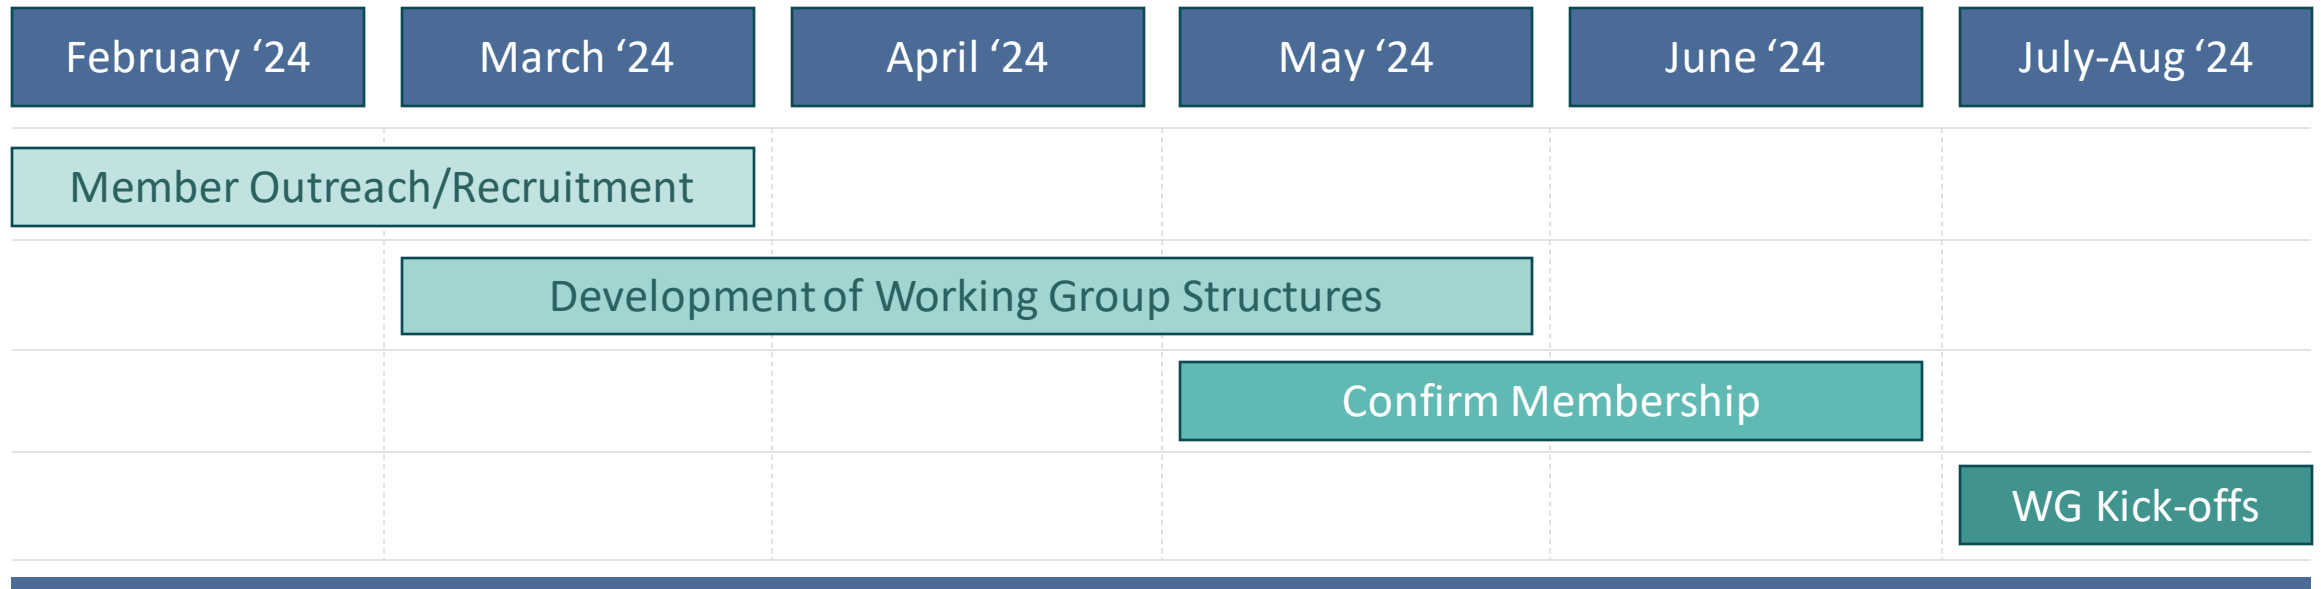 February ‘24
March ‘24
April ‘24
May ‘24
June ‘24
July-Aug ‘24
Member Outreach/Recruitment
Development of Working Group Structures
Confirm Membership
WG Kick-offs